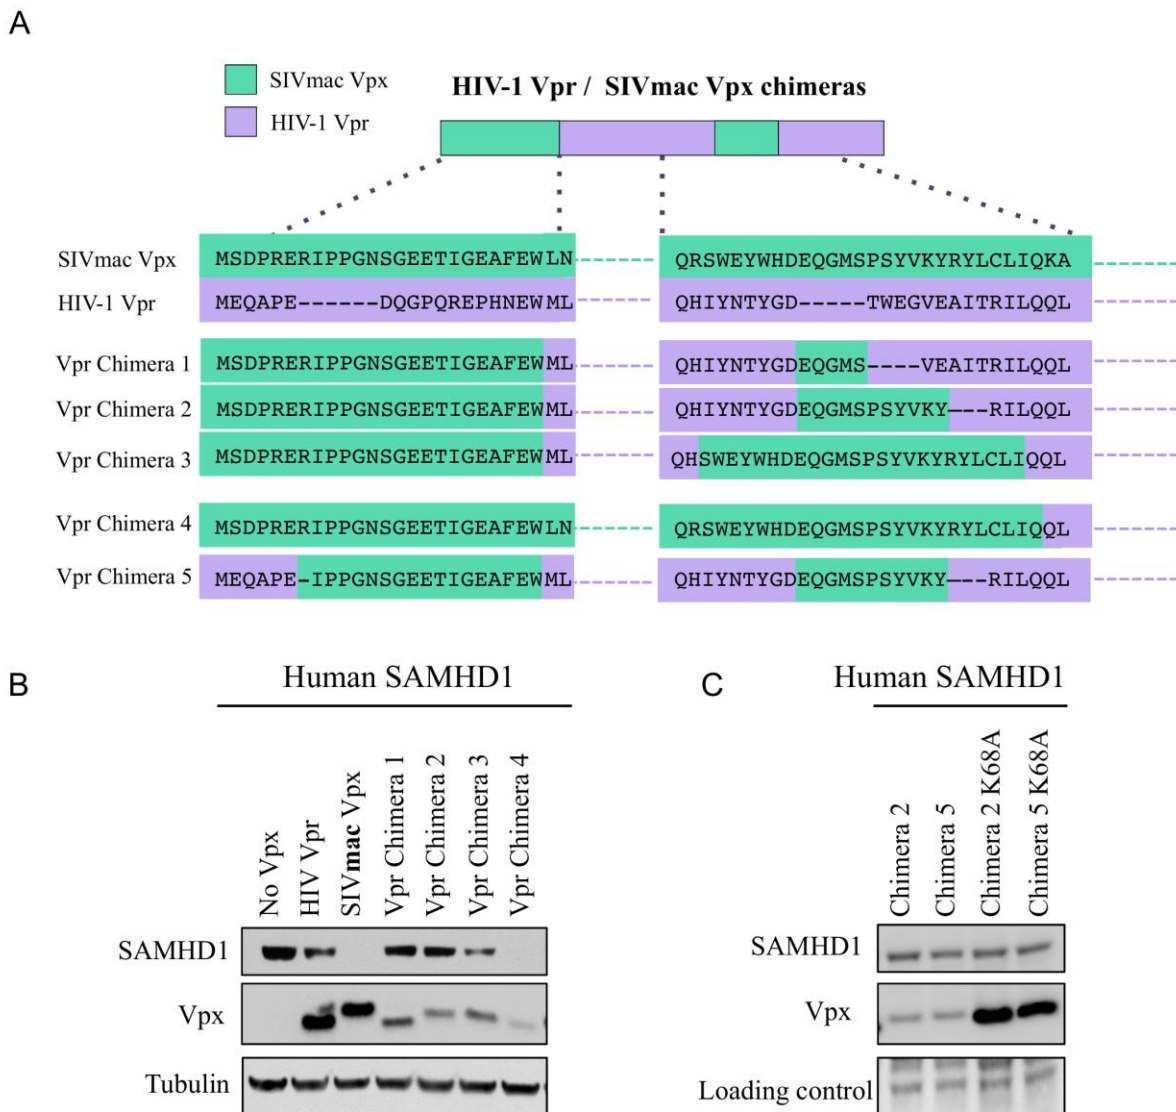 A
SIVmac Vpx
HIV-1 Vpr
HIV-1 Vpr / SIVmac Vpx chimeras
SIVmac Vpx MSDPRERIPPGNSGEETIGEAFEWLN QRSWEYWHDEQGMSPSYVKYRYLCLIQKA
HIV-1 Vpr MEQAPE------DQGPQREPHNEWML QHIYNTYGD-----TWEGVEAITRILQQL
Vpr Chimera 1 MSDPRERIPPGNSGEETIGEAFEWML QHIYNTYGDEQGMS----VEAITRILQQL
Vpr Chimera 2 MSDPRERIPPGNSGEETIGEAFEWML QHIYNTYGDEQGMSPSYVKY---RILQQL
Vpr Chimera 3 MSDPRERIPPGNSGEETIGEAFEWML QHSWEYWHDEQGMSPSYVKYRYLCLIQQL
Vpr Chimera 4 MSDPRERIPPGNSGEETIGEAFEWLN QRSWEYWHDEQGMSPSYVKYRYLCLIQQL
Vpr Chimera 5 MEQAPE-IPPGNSGEETIGEAFEWML QHIYNTYGDEQGMSPSYVKY---RILQQL
B
Human SAMHD1
No Vpx
HIV Vpr
SIVmac Vpx
Vpr Chimera 1
Vpr Chimera 2
Vpr Chimera 3
Vpr Chimera 4
SAMHD1
Vpx
Tubulin
C
Human SAMHD1
Chimera 2
Chimera 5
Chimera 2 K68A
Chimera 5 K68A
SAMHD1
Vpx
Loading control